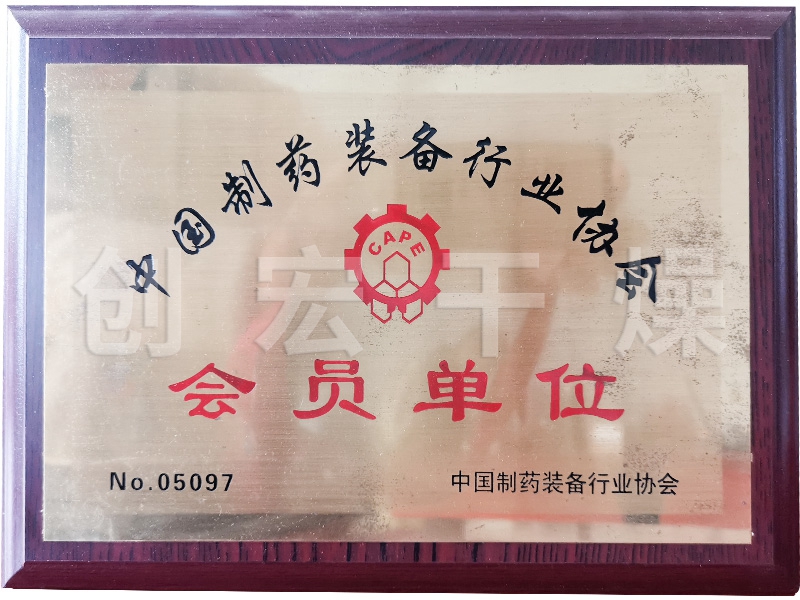 中国制药装备行业协会
CAPE
创宏干燥
会员单位
No.05097
中国制药装备行业协会